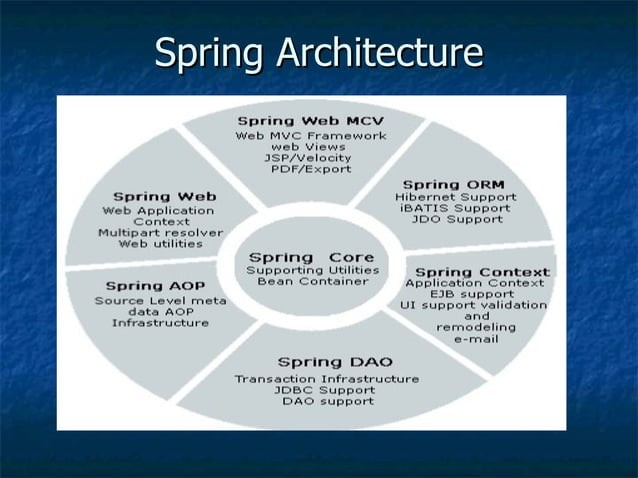 Spring Architecture
Spring Web MCV
Web MVC Framework
web Views
JSP/Velocity
PDF/Export
Spring ORM
Hibernet Support
iBATIS Support
JDO Support
Spring Web
Web Application
Context
Multipart resolver
Web utilities
Spring Core
Supporting Utilities
Bean Container
Spring Context
Application Context
EJB support
UI support validation
and
remodeling
e-mail
Spring AOP
Source Level meta
data AOP
Infrastructure
Spring DAO
Transaction Infrastructure
JDBC Support
DAO support